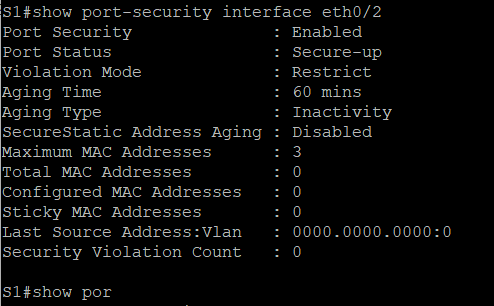 S1#show port-security interface eth0/2
Port Security              : Enabled
Port Status                : Secure-up
Violation Mode             : Restrict
Aging Time                 : 60 mins
Aging Type                 : Inactivity
SecureStatic Address Aging : Disabled
Maximum MAC Addresses      : 3
Total MAC Addresses        : 0
Configured MAC Addresses   : 0
Sticky MAC Addresses       : 0
Last Source Address:Vlan   : 0000.0000.0000:0
Security Violation Count   : 0
S1#show por